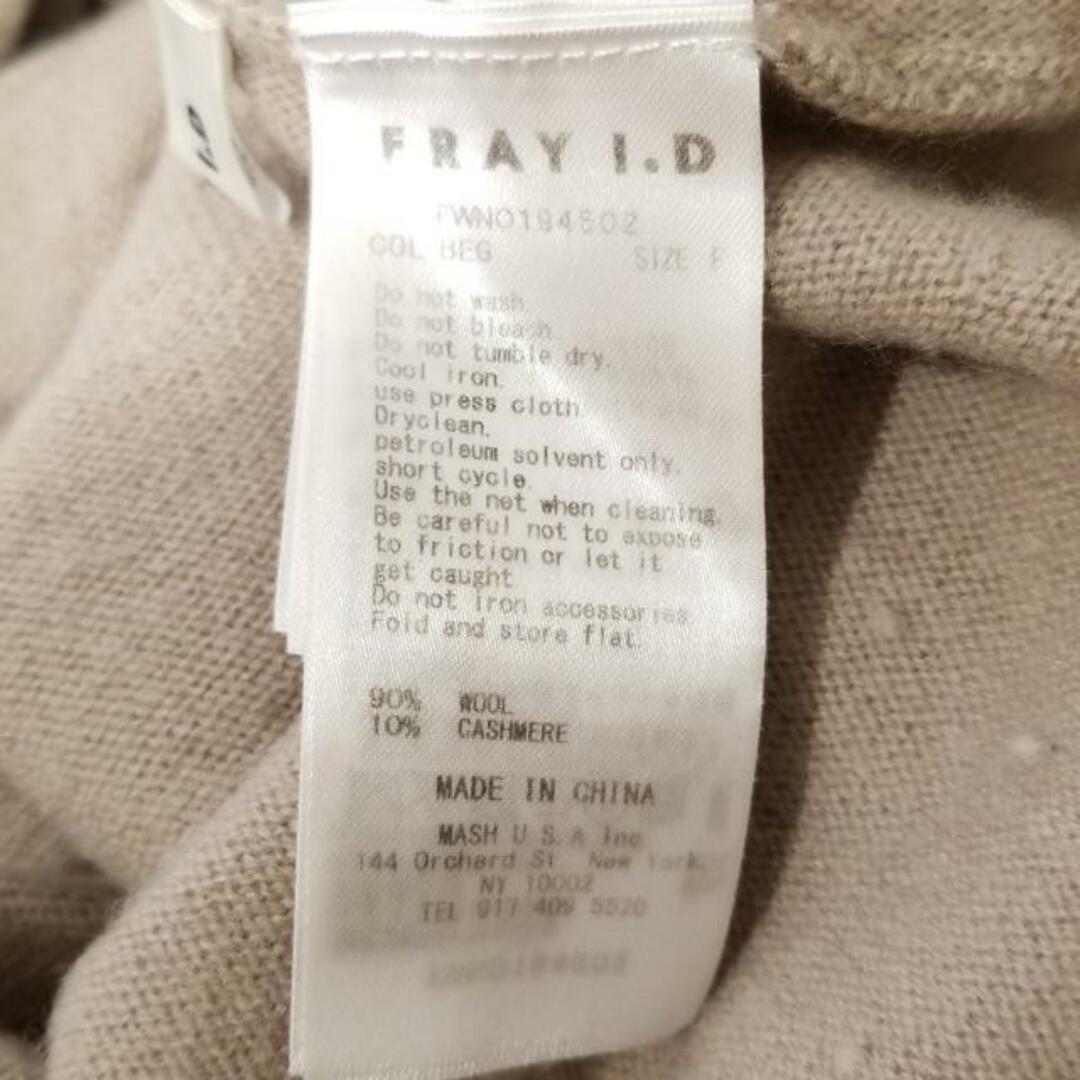 I.D
FRAY I.D
FWNO194502
COL BEG SIZE F
Do not wash.
Do not bleach.
Do not tumble dry.
Cool iron.
use press cloth
Dryclean.
petroleum solvent only.
short cycle.
Use the net when cleaning.
Be careful not to expose
to friction or let it
get caught
Do not iron accessories
Fold and store flat.
90% WOOL
10% CASHMERE
MADE IN CHINA
MASH U S A Inc
144 Orchard St New York.
NY 10002
TEL 917 409 5520